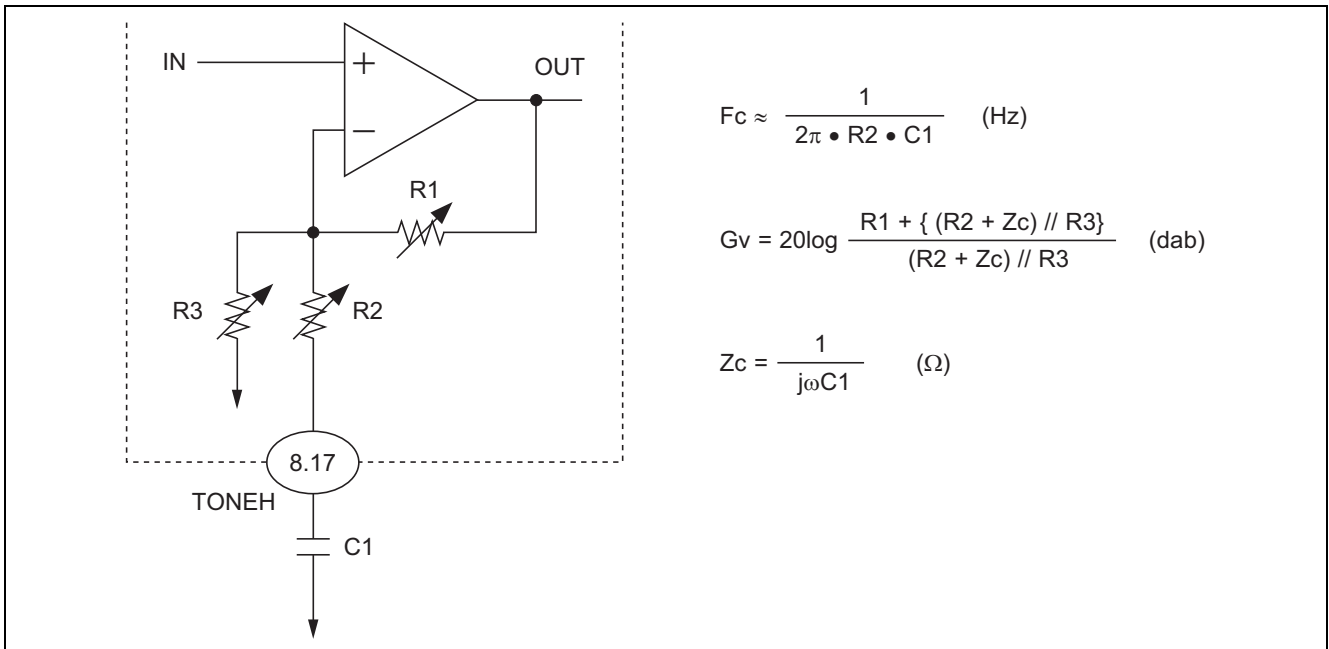 IN
+
−
OUT
R1
R3
R2
8.17
TONEH
C1
Fc ≈ 1 / 2π • R2 • C1 (Hz)
Gv = 20log R1 + { (R2 + Zc) // R3} / (R2 + Zc) // R3 (dab)
Zc = 1 / jωC1 (Ω)